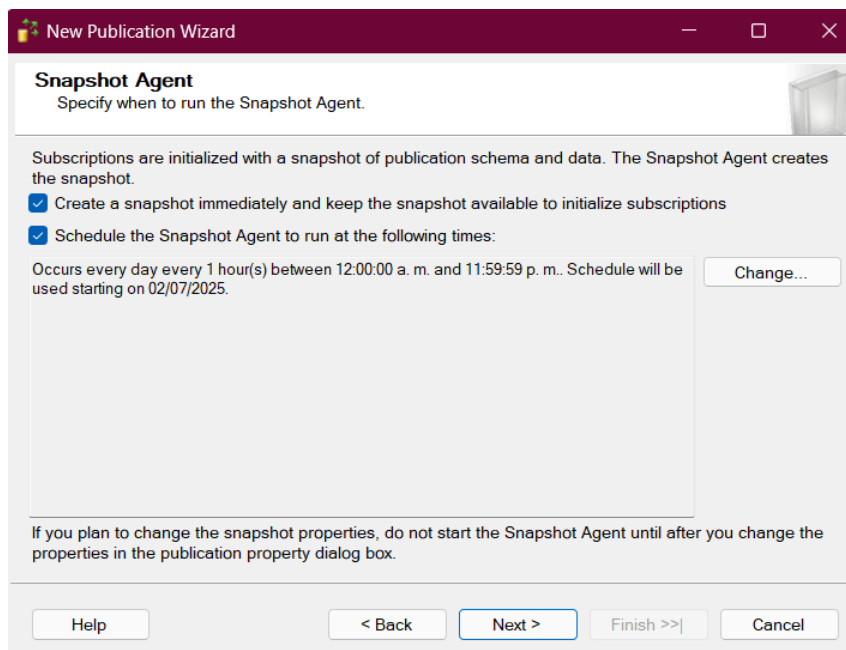 New Publication Wizard
Snapshot Agent
Specify when to run the Snapshot Agent.
Subscriptions are initialized with a snapshot of publication schema and data. The Snapshot Agent creates
the snapshot.
Create a snapshot immediately and keep the snapshot available to initialize subscriptions
Schedule the Snapshot Agent to run at the following times:
Occurs every day every 1 hour(s) between 12:00:00 a. m. and 11:59:59 p. m.. Schedule will be
used starting on 02/07/2025.
Change...
If you plan to change the snapshot properties, do not start the Snapshot Agent until after you change the
properties in the publication property dialog box.
Help
< Back
Next >
Finish >>|
Cancel